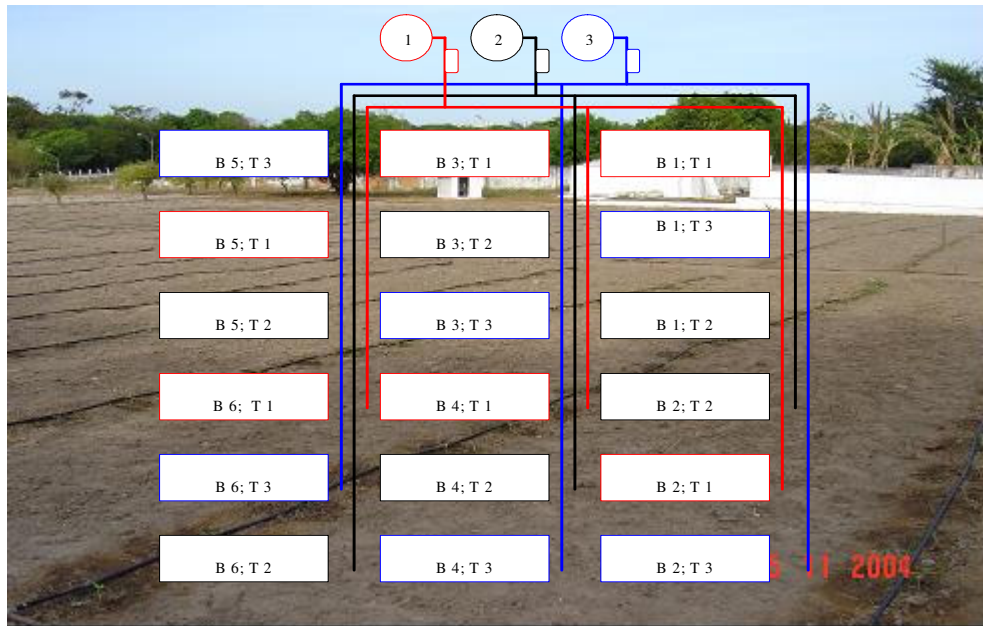 1 2 3
B 5; T 3 B 3; T 1 B 1; T 1
B 5; T 1 B 3; T 2 B 1; T 3
B 5; T 2 B 3; T 3 B 1; T 2
B 6; T 1 B 4; T 1 B 2; T 2
B 6; T 3 B 4; T 2 B 2; T 1
B 6; T 2 B 4; T 3 B 2; T 3
11 2004